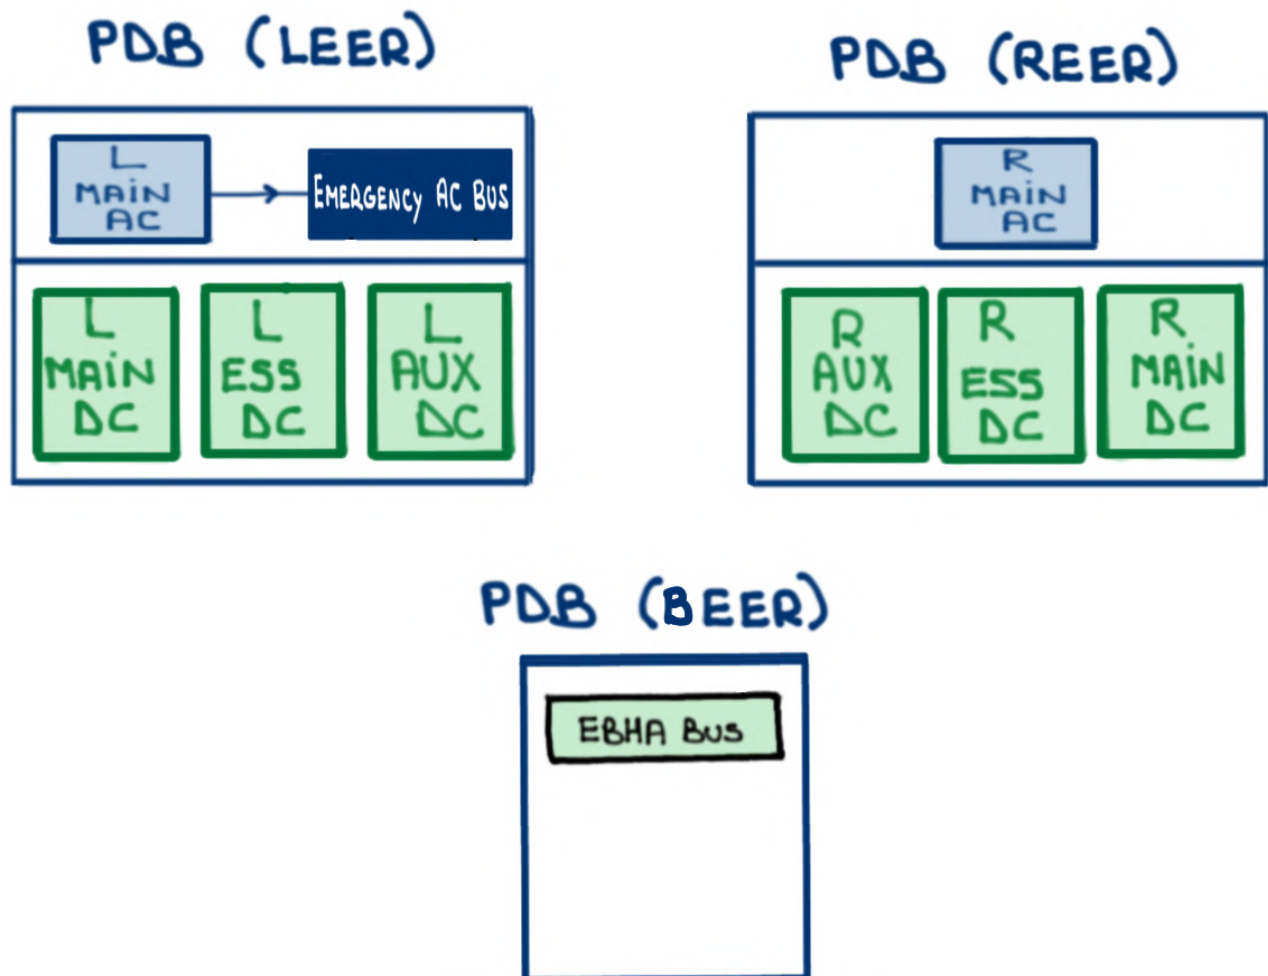 PDB (LEER)
L
MAIN
AC
EMERGENCY AC BUS
L
MAIN
DC
L
ESS
DC
L
AUX
DC
PDB (REER)
R
MAIN
AC
R
AUX
DC
R
ESS
DC
R
MAIN
DC
PDB (BEER)
EBHA BUS